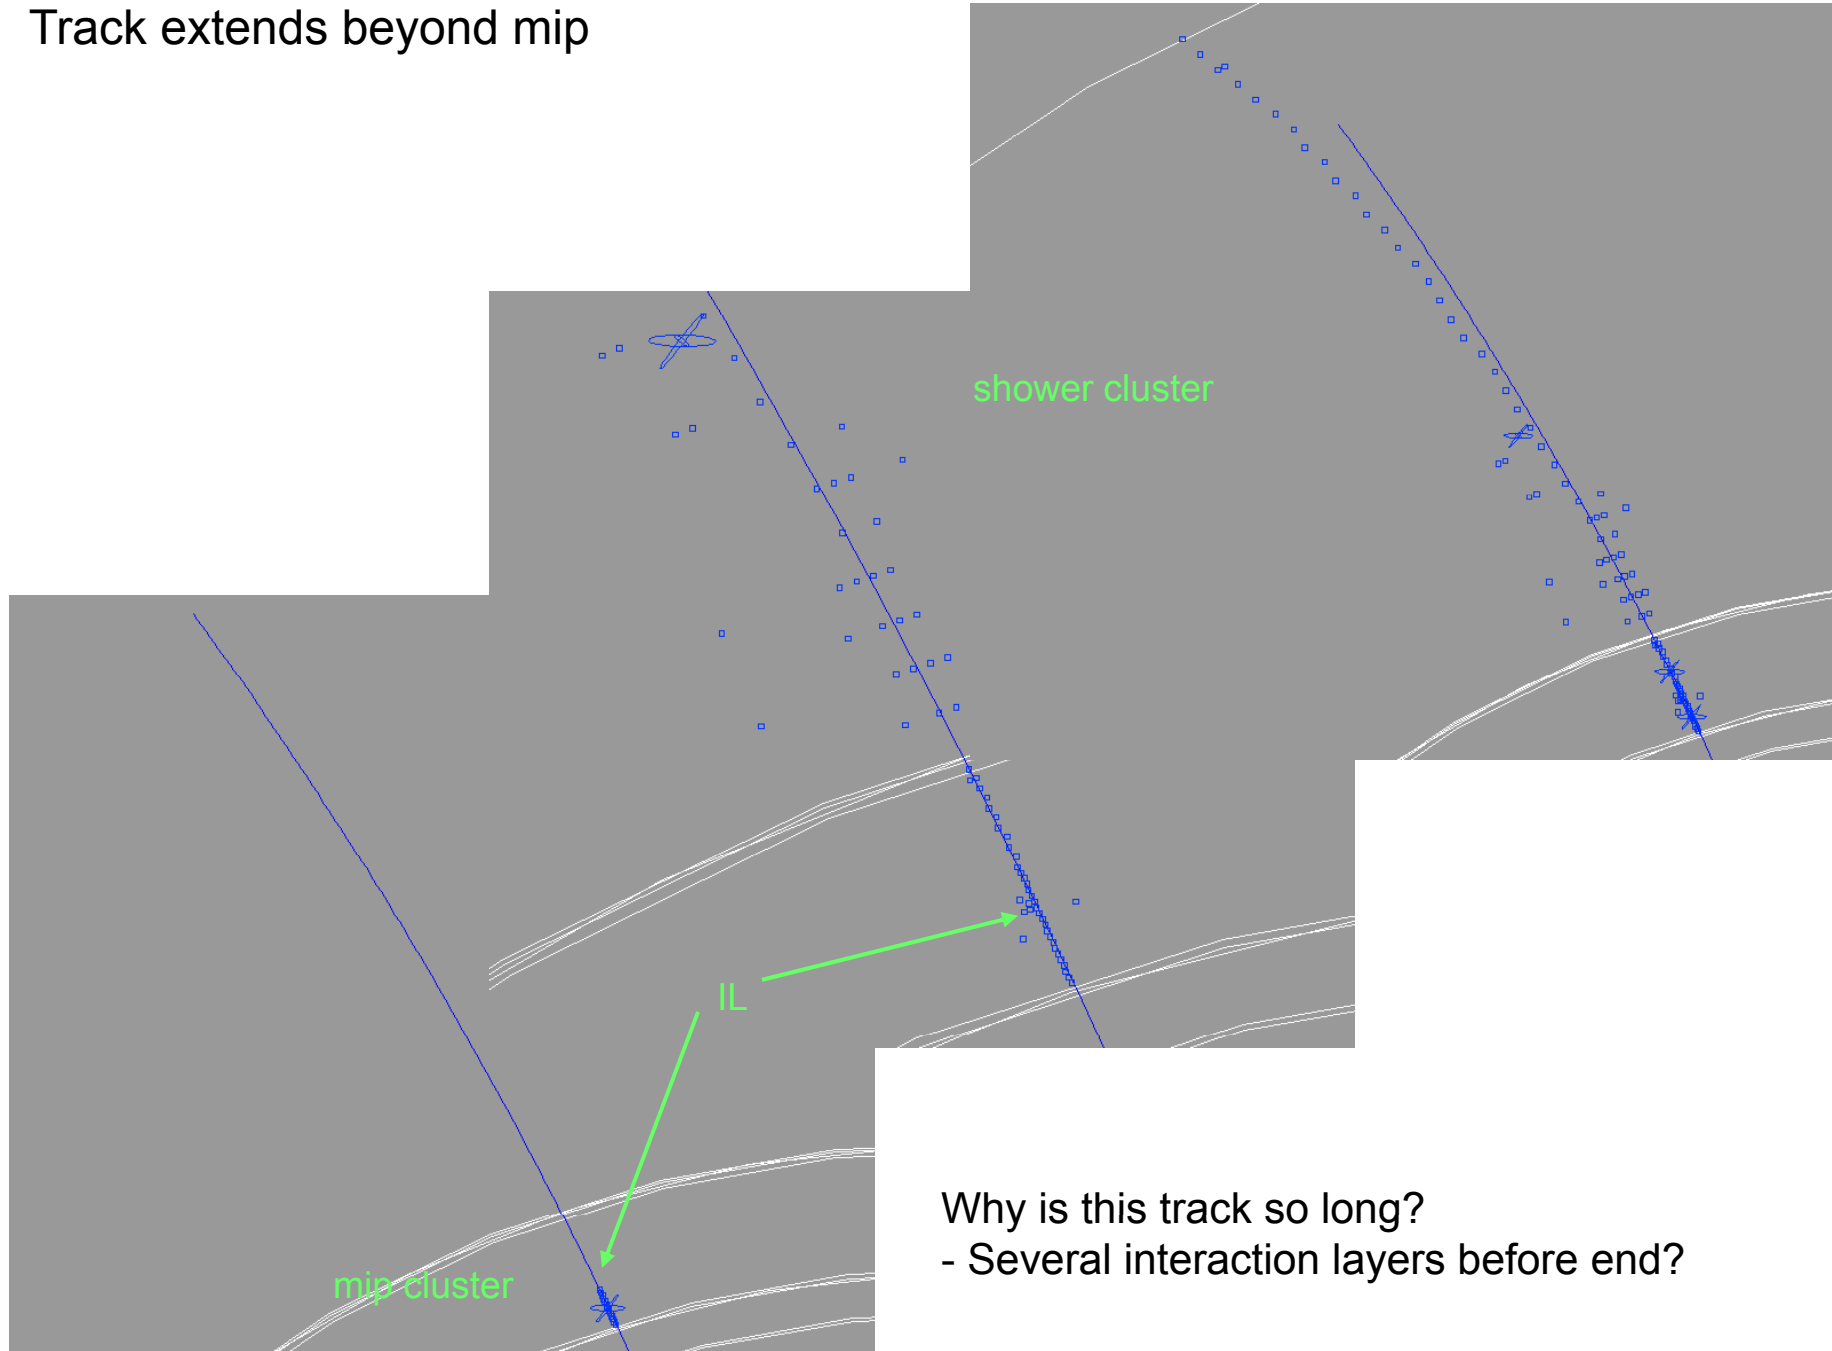 Track extends beyond mip
shower cluster
IL
mip cluster
Why is this track so long?
- Several interaction layers before end?